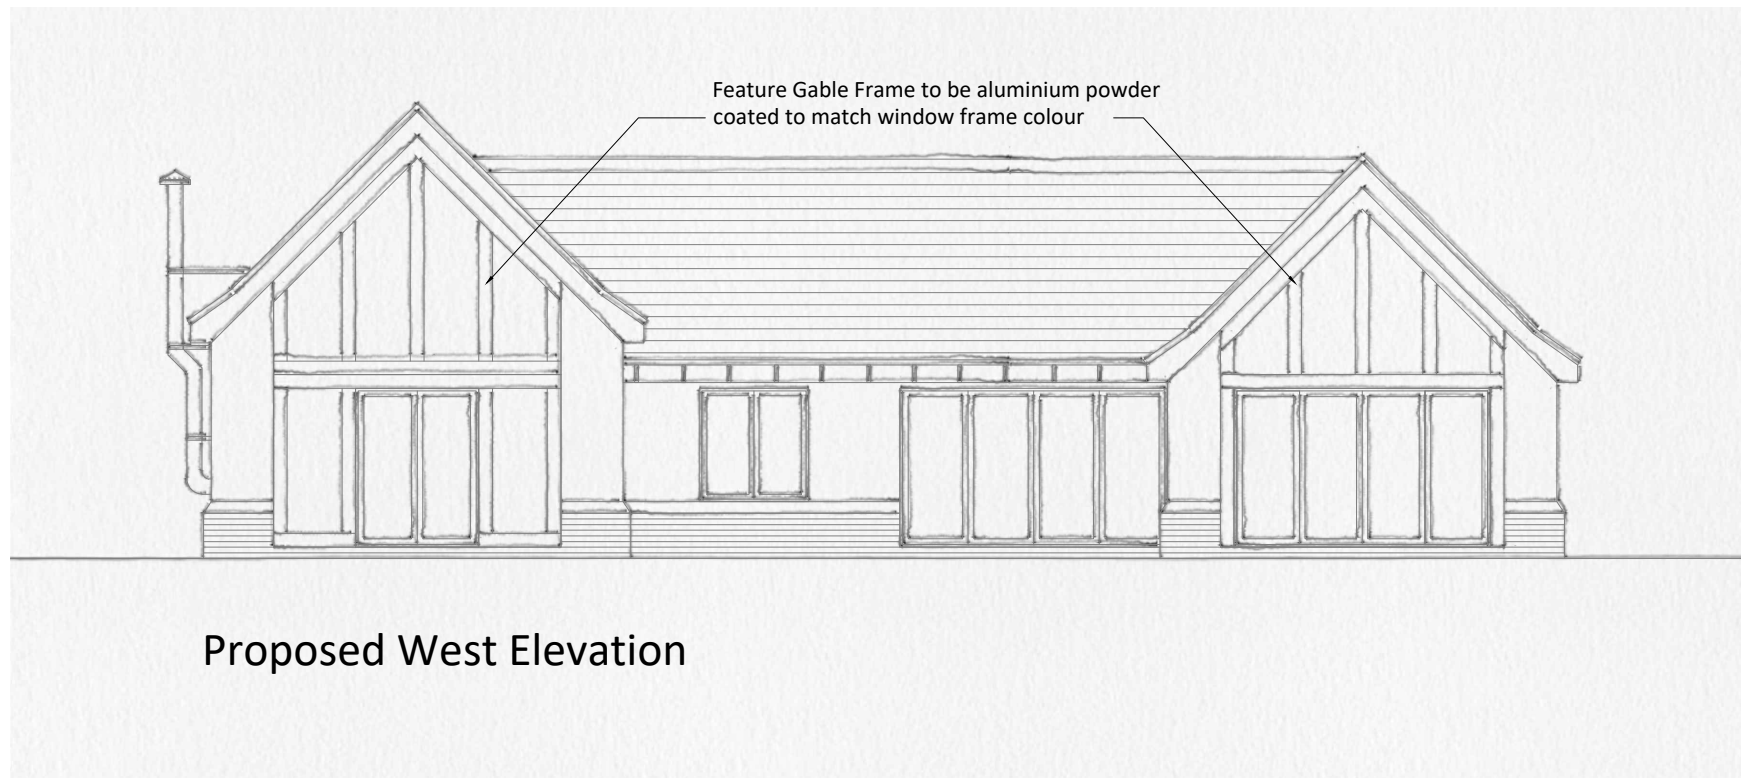 Feature Gable Frame to be aluminium powder
coated to match window frame colour
Proposed West Elevation